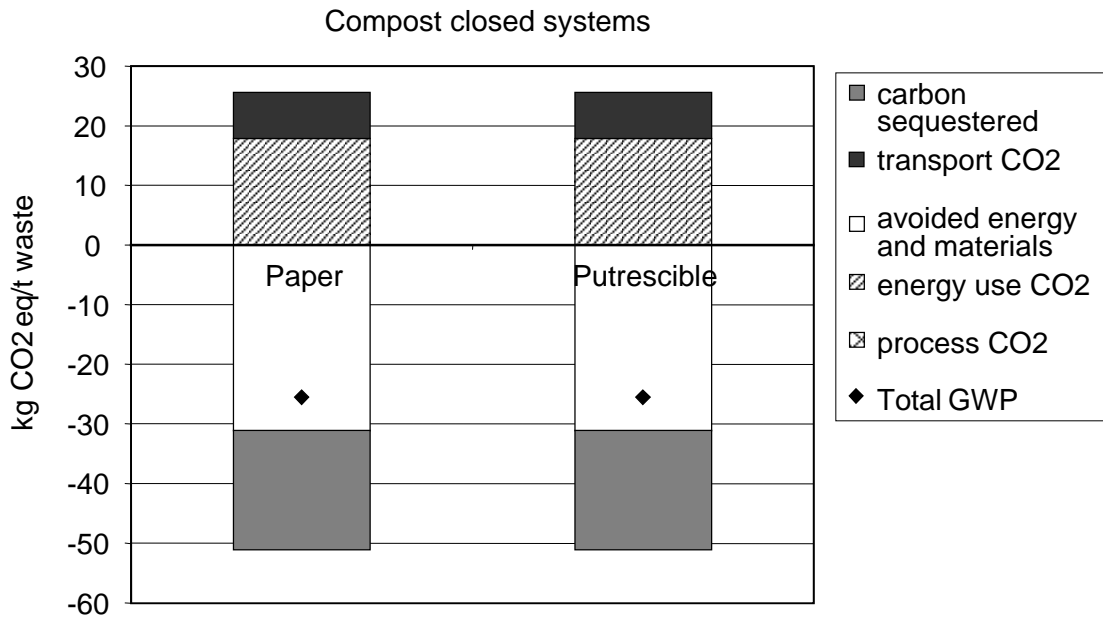 Compost closed systems
kg CO2 eq/t waste
30
20
10
0
-10
-20
-30
-40
-50
-60
Paper
Putrescible
carbon
sequestered
transport CO2
avoided energy
and materials
energy use CO2
process CO2
Total GWP